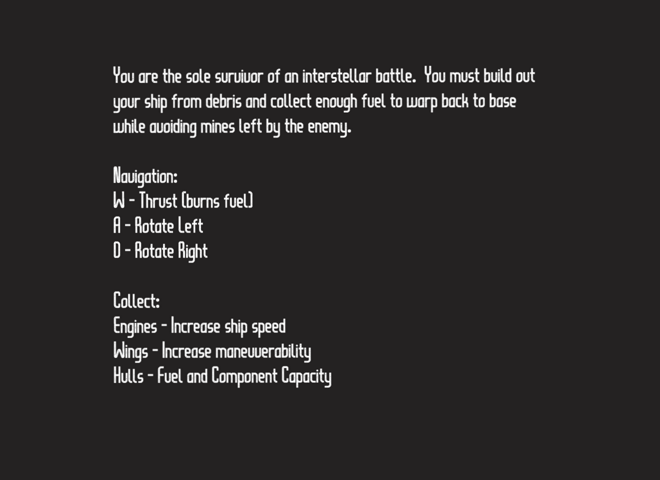 You are the sole survivor of an interstellar battle.  You must build out
your ship from debris and collect enough fuel to warp back to base
while avoiding mines left by the enemy.
Navigation:
W - Thrust (burns fuel)
A - Rotate Left
D - Rotate Right
Collect:
Engines - Increase ship speed
Wings - Increase maneuverability
Hulls - Fuel and Component Capacity